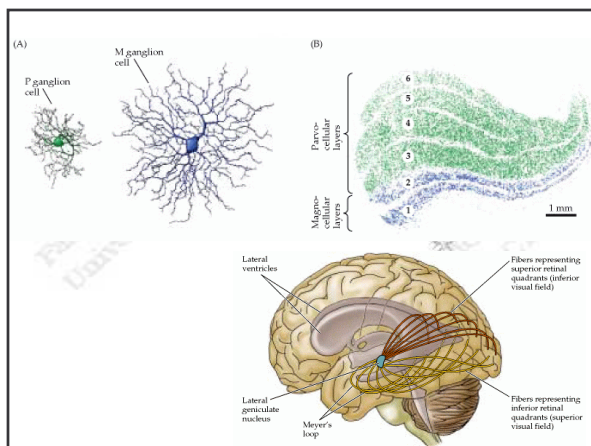 (A)
P ganglion
cell
M ganglion
cell
(B)
6
5
4
3
2
1
Parvo-
cellular
layers
Magno-
cellular
layers
1 mm
Lateral
ventricles
Fibers representing
superior retinal
quadrants (inferior
visual field)
Lateral
geniculate
nucleus
Meyer's
loop
Fibers representing
inferior retinal
quadrants (superior
visual field)